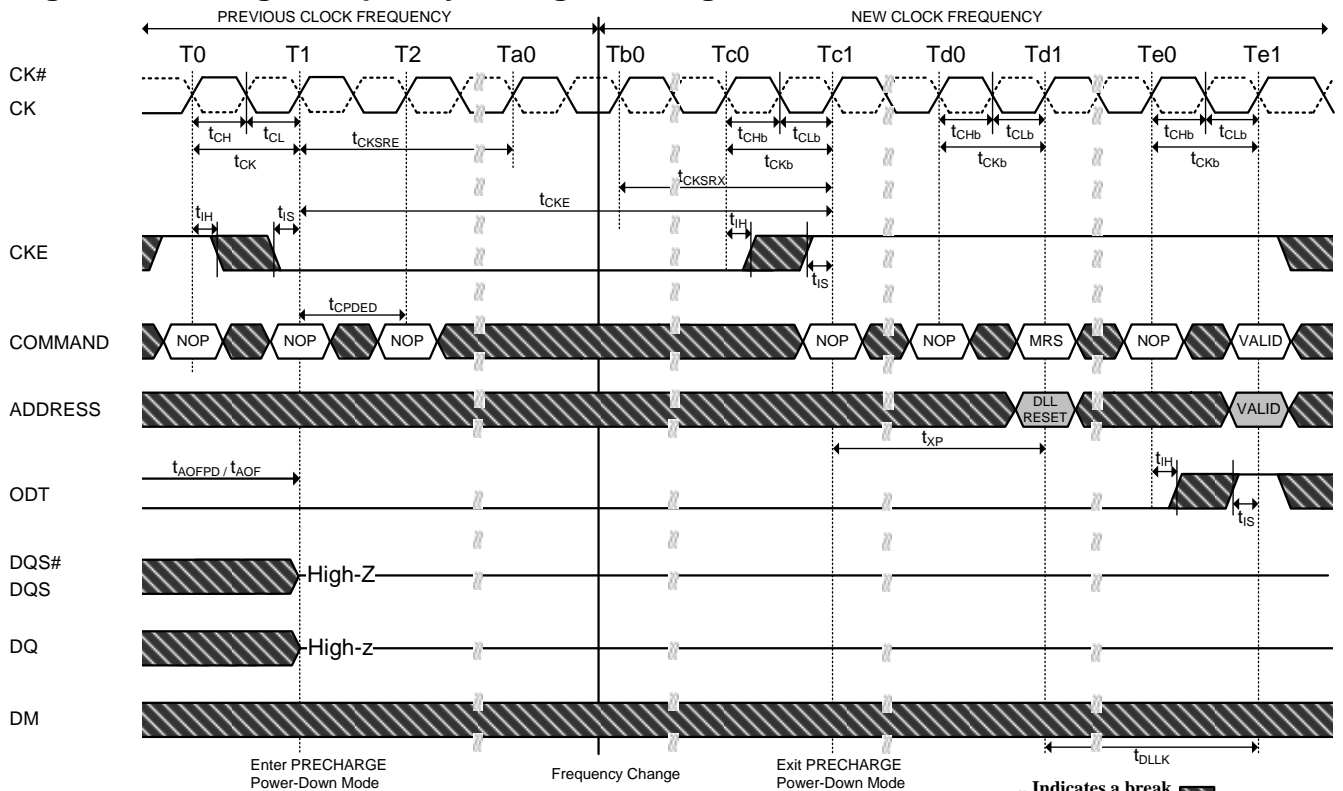 PREVIOUS CLOCK FREQUENCY NEW CLOCK FREQUENCY
T0 T1 T2 Ta0 Tb0 Tc0 Tc1 Td0 Td1 Te0 Te1
CK#
CK
tCH tCL tCHb tCLb tCHb tCLb tCHb tCLb
tCK tCKSRE tCKb tCKb tCKb
tCKSRX
tCKE
tIH tIS tIH
CKE
tIS
tCPDED
COMMAND NOP NOP NOP NOP NOP MRS NOP VALID
ADDRESS DLL RESET VALID
tXP
tAOFPD / tAOF tIH
ODT
tIS
DQS#
DQS
High-Z
DQ High-z
DM
tDLLK
Enter PRECHARGE
Power-Down Mode
Frequency Change
Exit PRECHARGE
Power-Down Mode
Indicates a break